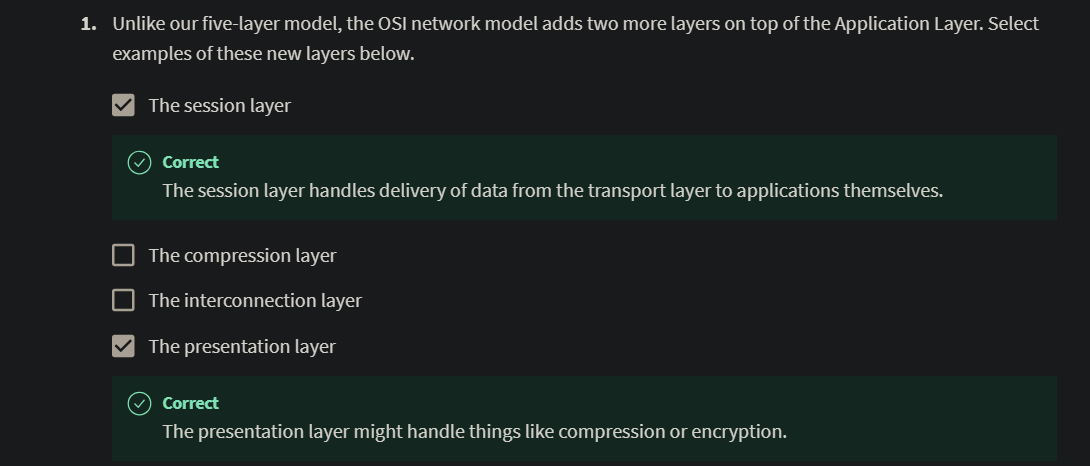 1. Unlike our five-layer model, the OSI network model adds two more layers on top of the Application Layer. Select
examples of these new layers below.
The session layer
Correct
The session layer handles delivery of data from the transport layer to applications themselves.
The compression layer
The interconnection layer
The presentation layer
Correct
The presentation layer might handle things like compression or encryption.